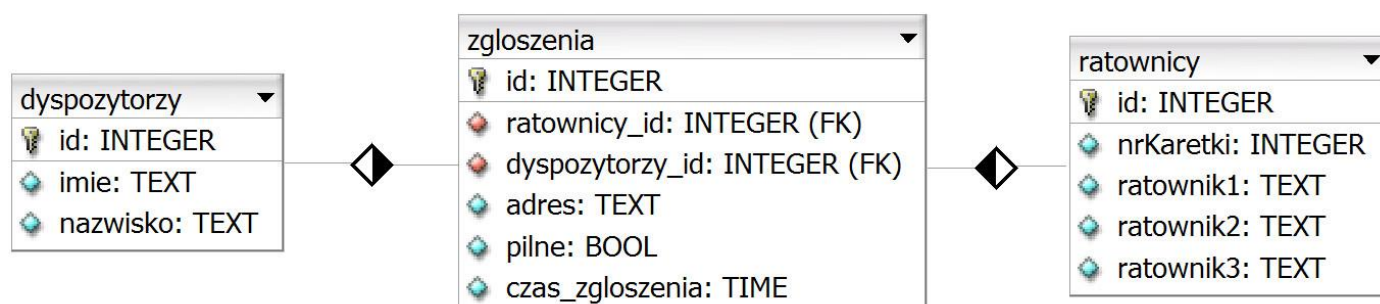 dyspozytorzy
id: INTEGER
imie: TEXT
nazwisko: TEXT
zgloszenia
id: INTEGER
ratownicy_id: INTEGER (FK)
dyspozytorzy_id: INTEGER (FK)
adres: TEXT
pilne: BOOL
czas_zgloszenia: TIME
ratownicy
id: INTEGER
nrKaretki: INTEGER
ratownik1: TEXT
ratownik2: TEXT
ratownik3: TEXT